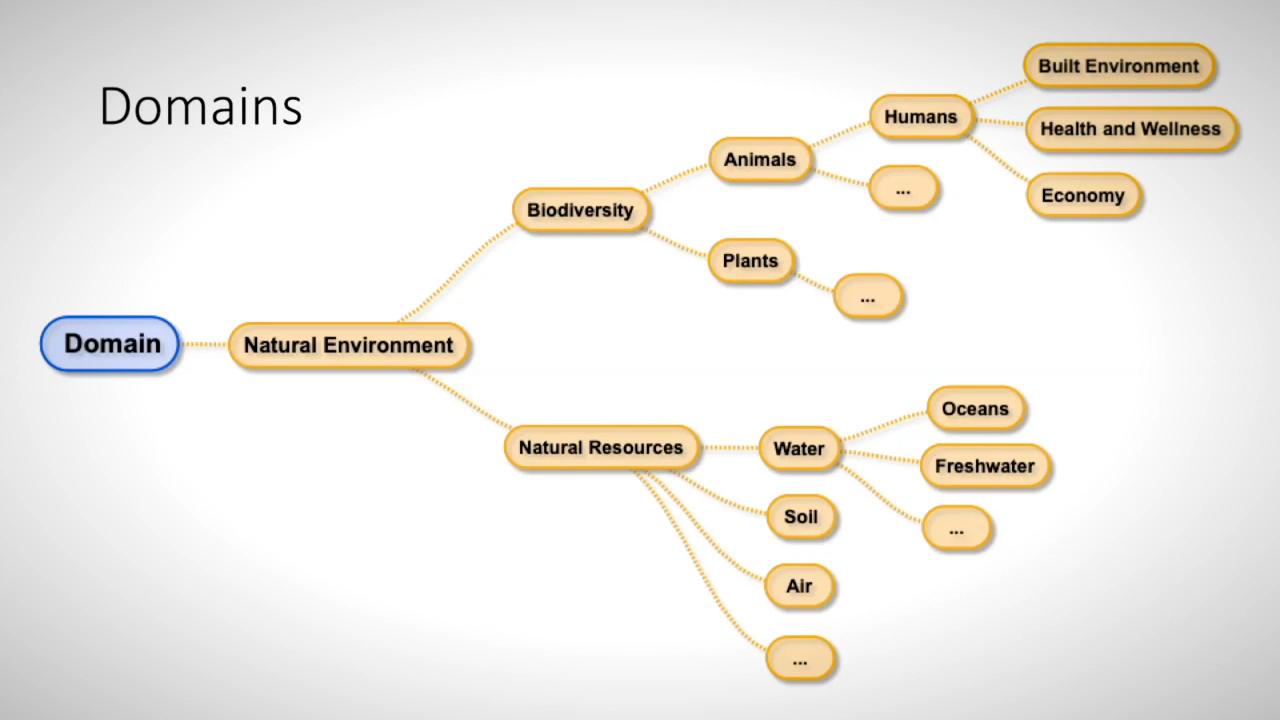 Domains
Domain
Natural Environment
Biodiversity
Animals
Humans
Built Environment
Health and Wellness
Economy
...
Plants
...
Natural Resources
Water
Oceans
Freshwater
...
Soil
Air
...